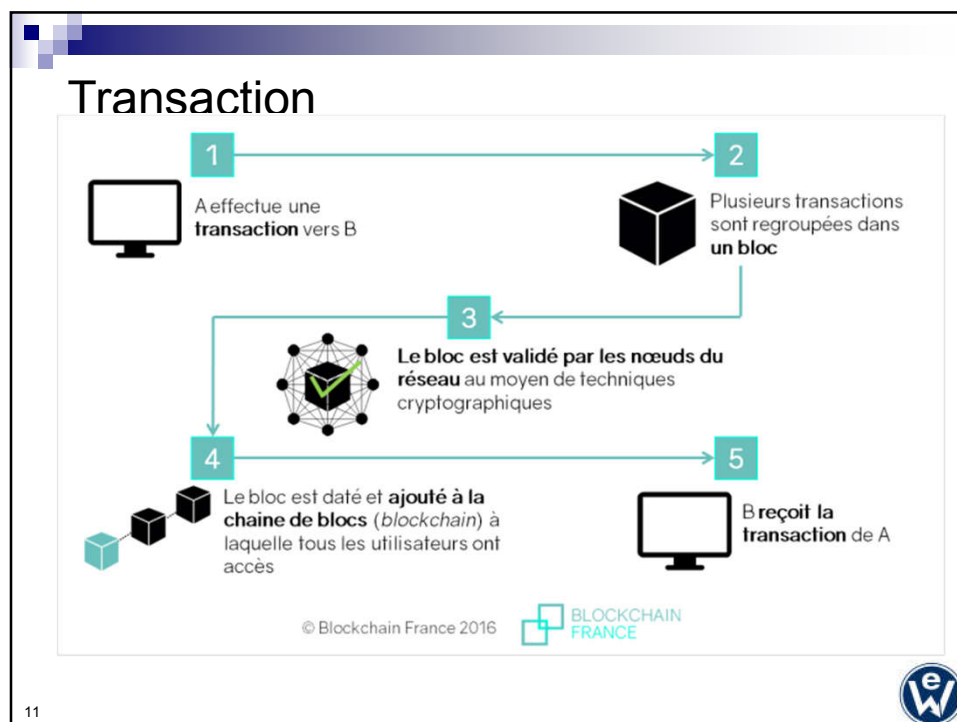 Transaction
1
2
A effectue une
transaction vers B
Plusieurs transactions
sont regroupées dans
un bloc
3
Le bloc est validé par les nœuds du
réseau au moyen de techniques
cryptographiques
4
5
Le bloc est daté et ajouté à la
chaine de blocs (blockchain) à
laquelle tous les utilisateurs ont
accès
B reçoit la
transaction de A
© Blockchain France 2016
BLOCKCHAIN
FRANCE
11
eW